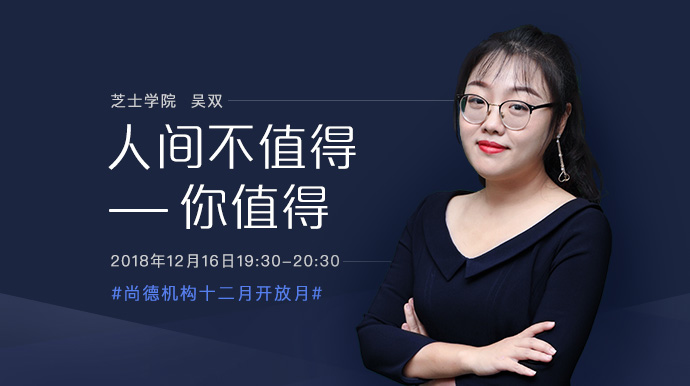 芝士学院 吴双
人间不值得
— 你值得
2018年12月16日19:30-20:30
#尚德机构十二月开放月#